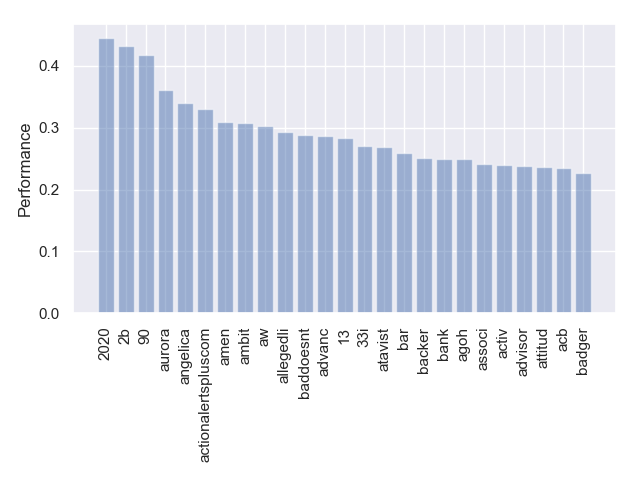 Performance
0.4
0.3
0.2
0.1
0.0
2020
2b
90
aurora
angelica
actionalertspluscom
amen
ambit
aw
allegedli
baddoesnt
advanc
13
33i
atavist
bar
backer
bank
agoh
associ
activ
advisor
attitud
acb
badger